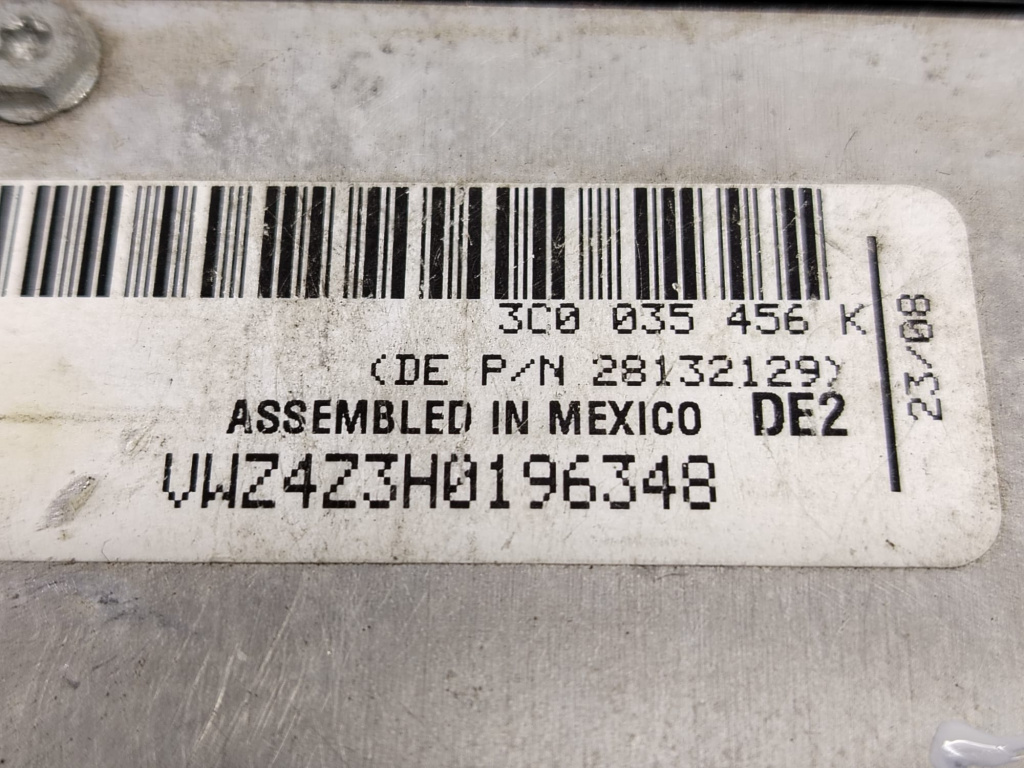 3C0 035 456 K
(DE P/N 28132129)
ASSEMBLED IN MEXICO DE2
VWZ4Z3H0196348
23/08